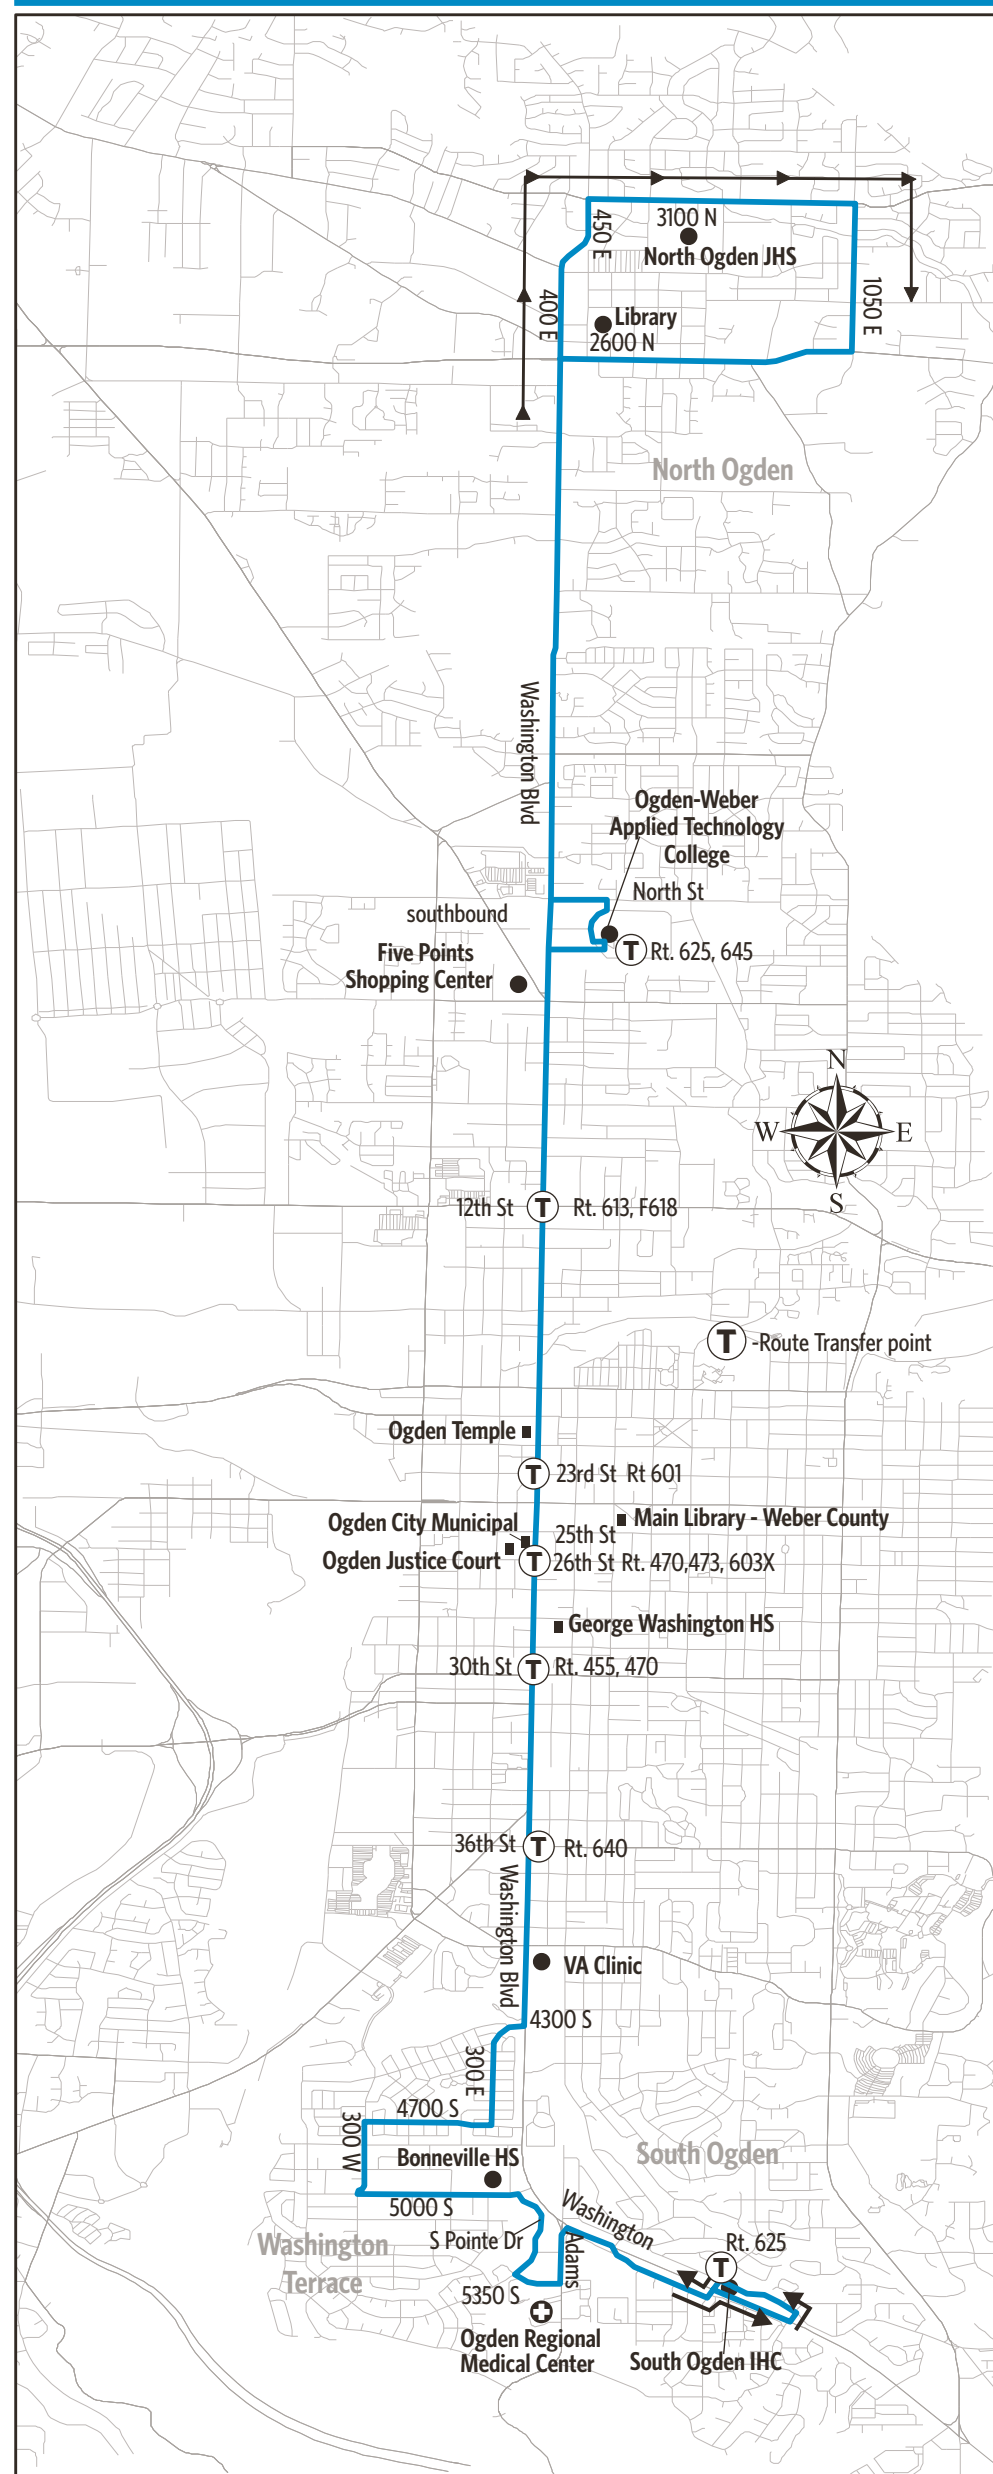 3100 N
450 E
North Ogden JHS
1050 E
400 E
Library
2600 N
North Ogden
Washington Blvd
Ogden-Weber
Applied Technology
College
North St
southbound
T Rt. 625, 645
Five Points
Shopping Center
N
W E
S
12th St T Rt. 613, F618
T -Route Transfer point
Ogden Temple
T 23rd St Rt 601
Main Library - Weber County
Ogden City Municipal
25th St
Ogden Justice Court
T 26th St Rt. 470,473, 603X
George Washington HS
30th St T Rt. 455, 470
36th St T Rt. 640
Washington Blvd
VA Clinic
4300 S
300 E
4700 S
300 W
Bonneville HS
South Ogden
5000 S
Washington
S Pointe Dr
Adams
Rt. 625
T
Washington
Terrace
5350 S
Ogden Regional
Medical Center
South Ogden IHC